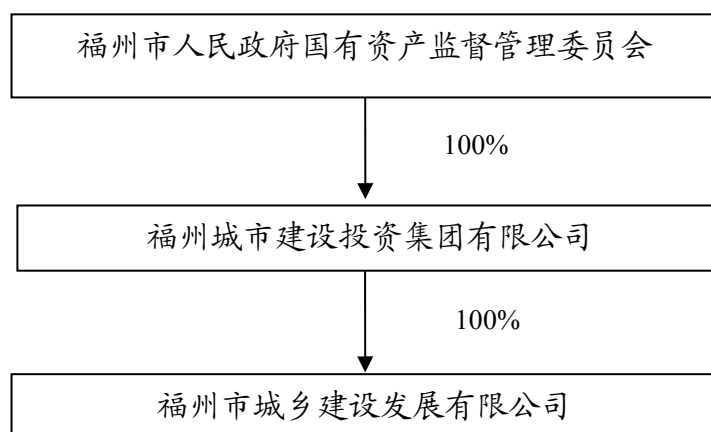 福州市人民政府国有资产监督管理委员会
100%
福州城市建设投资集团有限公司
100%
福州市城乡建设发展有限公司